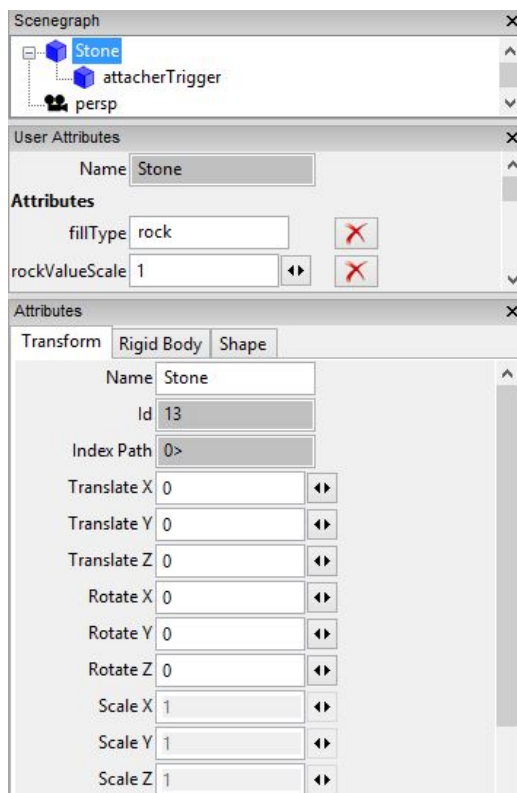 Scenegraph
Stone
attacherTrigger
persp
User Attributes
Name Stone
Attributes
fillType rock
rockValueScale 1
Attributes
Transform Rigid Body Shape
Name Stone
Id 13
Index Path 0>
Translate X 0
Translate Y 0
Translate Z 0
Rotate X 0
Rotate Y 0
Rotate Z 0
Scale X 1
Scale Y 1
Scale Z 1